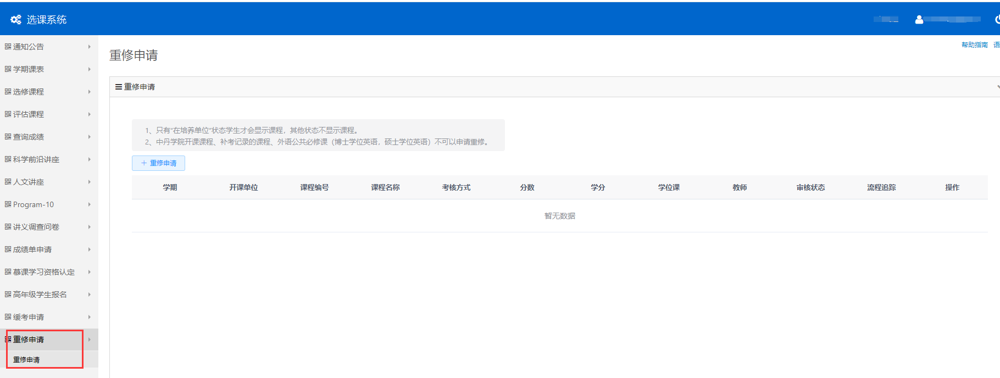 选课系统
帮助指南 语
通知公告
学期课表
选修课程
评估课程
查询成绩
科学前沿讲座
人文讲座
Program-10
讲义调查问卷
成绩单申请
慕课学习资格认定
高年级学生报名
缓考申请
重修申请
重修申请
重修申请
重修申请
1、只有“在培养单位”状态学生才会显示课程，其他状态不显示课程。
2、中丹学院开课课程、补考记录的课程、外语公共必修课（博士学位英语，硕士学位英语）不可以申请重修。
+ 重修申请
学期 开课单位 课程编号 课程名称 考核方式 分数 学分 学位课 教师 审核状态 流程追踪 操作
暂无数据